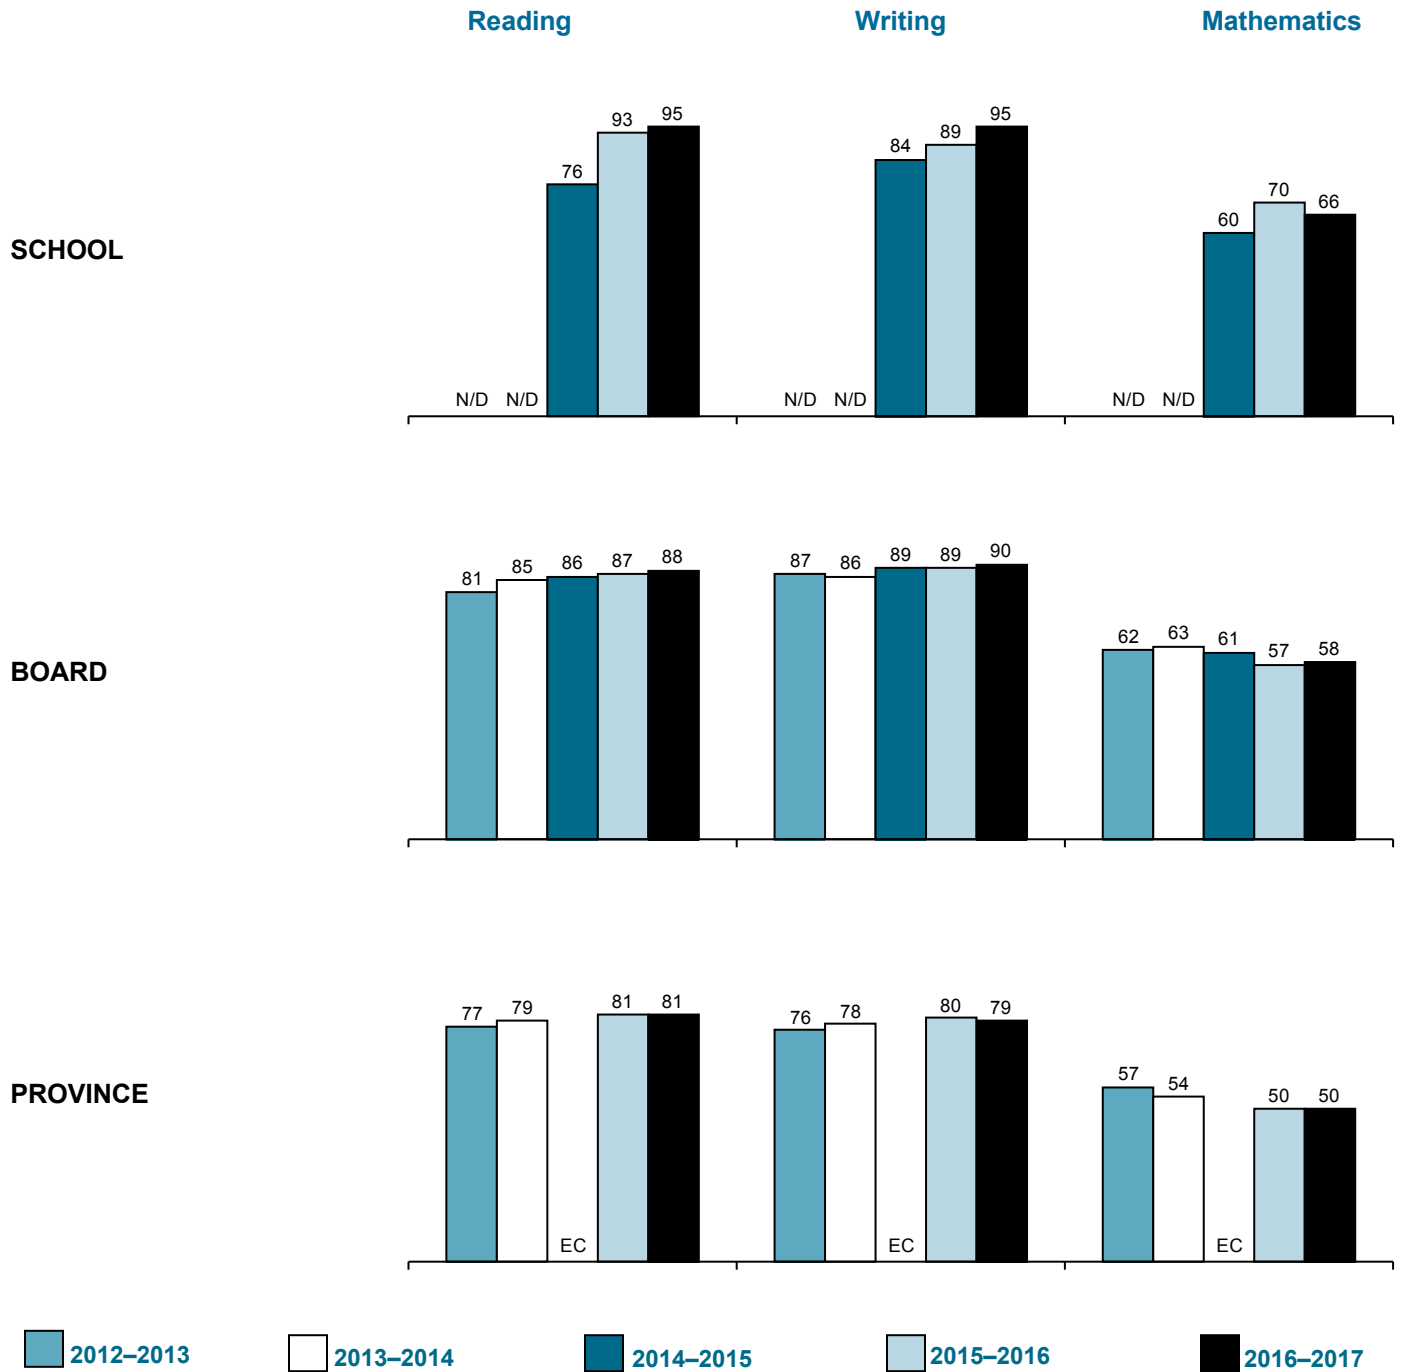 Reading Writing Mathematics
93 95
76
84 89 95
60 70 66
SCHOOL
N/D N/D
N/D N/D
N/D N/D
81 85 86 87 88
87 86 89 89 90
62 63 61 57 58
BOARD
77 79 81 81
76 78 80 79
57 54 50 50
PROVINCE
EC
EC
EC
2012–2013 2013–2014 2014–2015 2015–2016 2016–2017